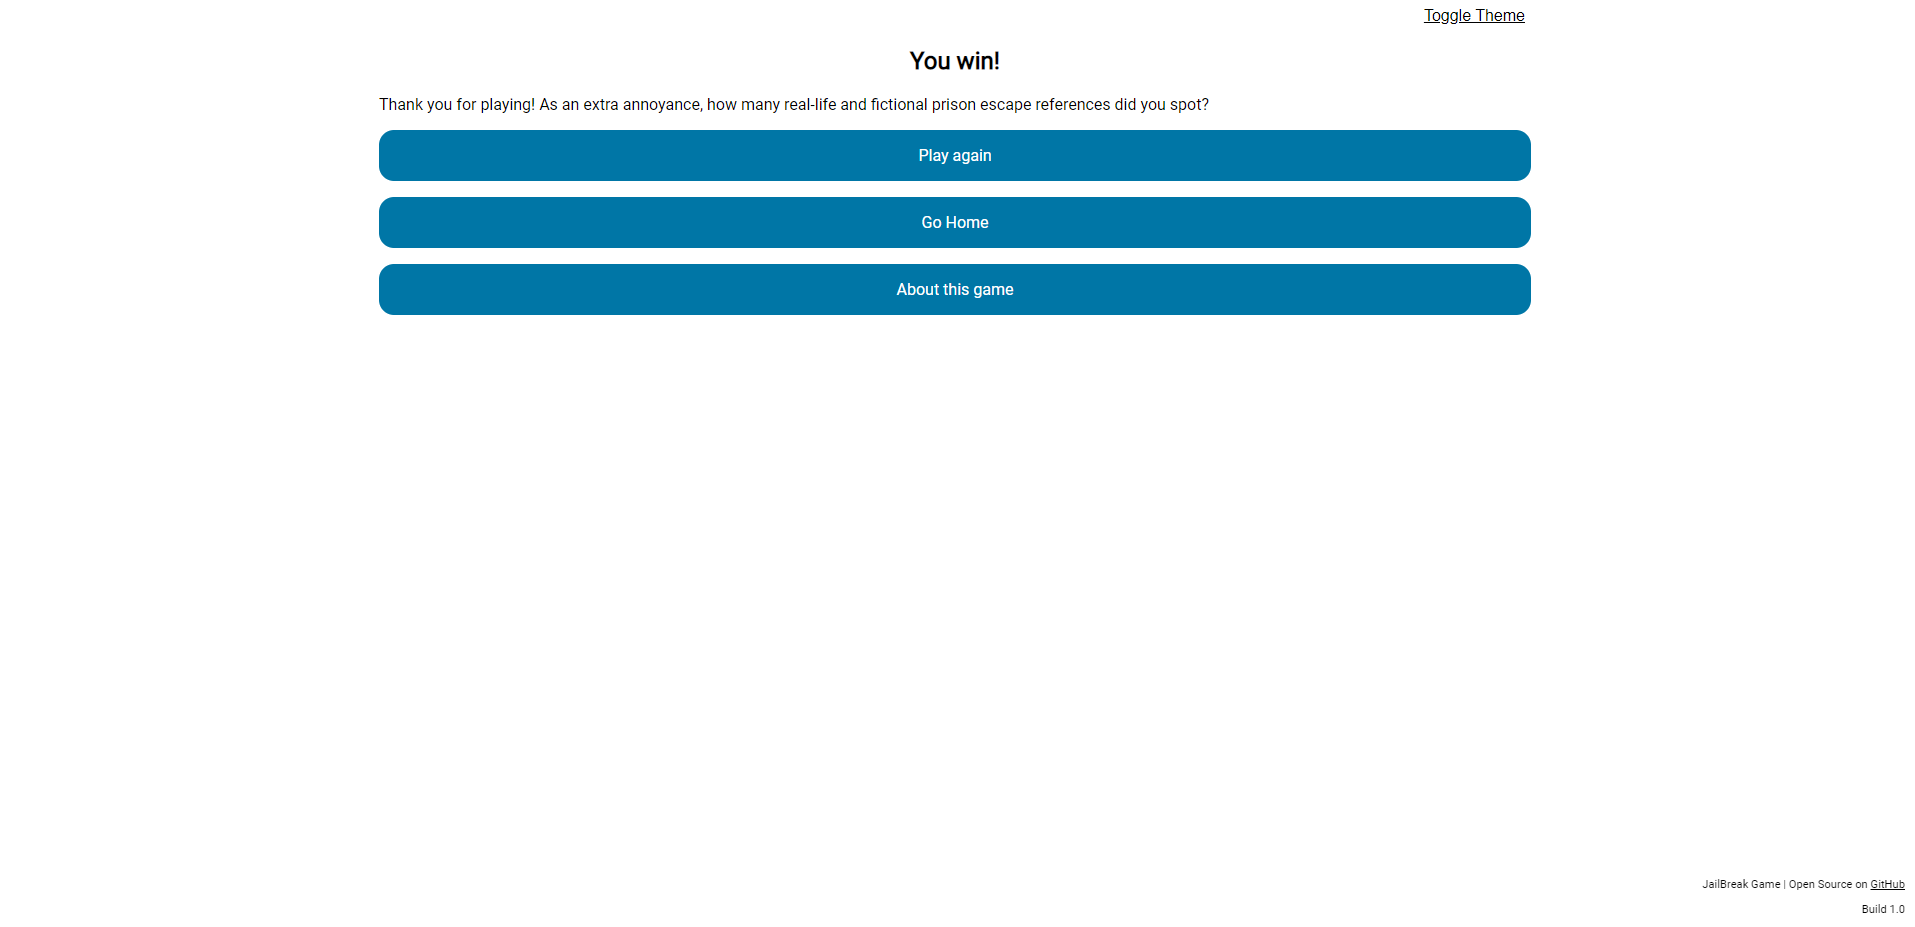 Toggle Theme
You win!
Thank you for playing! As an extra annoyance, how many real-life and fictional prison escape references did you spot?
Play again
Go Home
About this game
JailBreak Game | Open Source on GitHub
Build 1.0